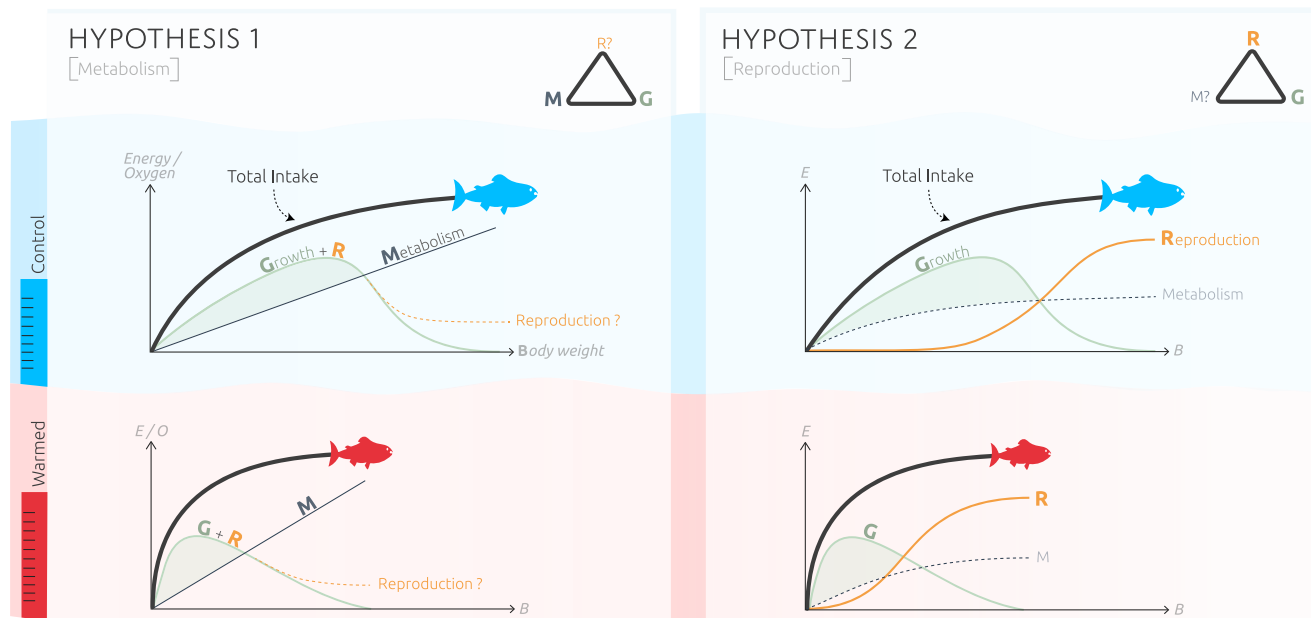 HYPOTHESIS 1
[Metabolism]
R?
M
G
Control
Energy /
Oxygen
Total Intake
Growth + R
Metabolism
Reproduction ?
Body weight
Warmed
E / O
M
G + R
Reproduction ?
B
HYPOTHESIS 2
[Reproduction]
R
M?
G
E
Total Intake
Growth
Reproduction
Metabolism
B
E
G
R
M
B